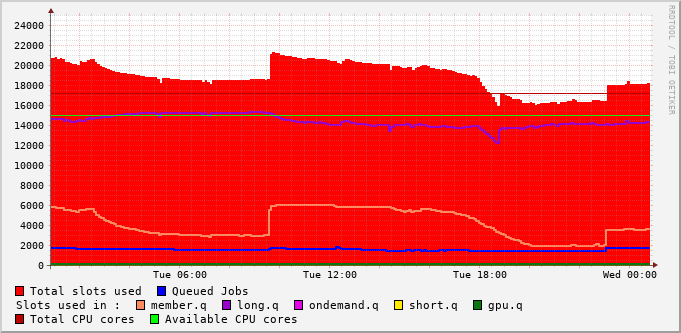 RRDTOOL / TOBI OETIKER
24000
22000
20000
18000
16000
14000
12000
10000
8000
6000
4000
2000
0
Tue 06:00 Tue 12:00 Tue 18:00 Wed 00:00
Total slots used Queued Jobs
Slots used in : member.q long.q ondemand.q short.q gpu.q
Total CPU cores Available CPU cores